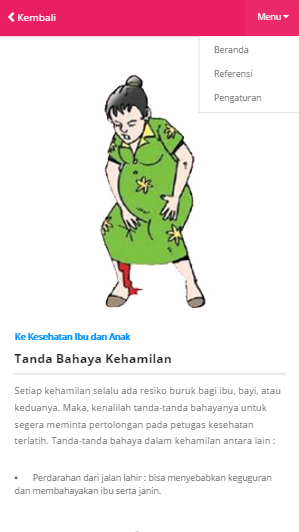 Kembali
Menu
Beranda
Referensi
Pengaturan
Ke Kesehatan Ibu dan Anak
Tanda Bahaya Kehamilan
Setiap kehamilan selalu ada resiko buruk bagi ibu, bayi, atau
keduanya. Maka, kenalilah tanda-tanda bahayanya untuk
segera meminta pertolongan pada petugas kesehatan
terlatih. Tanda-tanda bahaya dalam kehamilan antara lain :
• Perdarahan dari jalan lahir : bisa menyebabkan keguguran
dan membahayakan ibu serta janin.